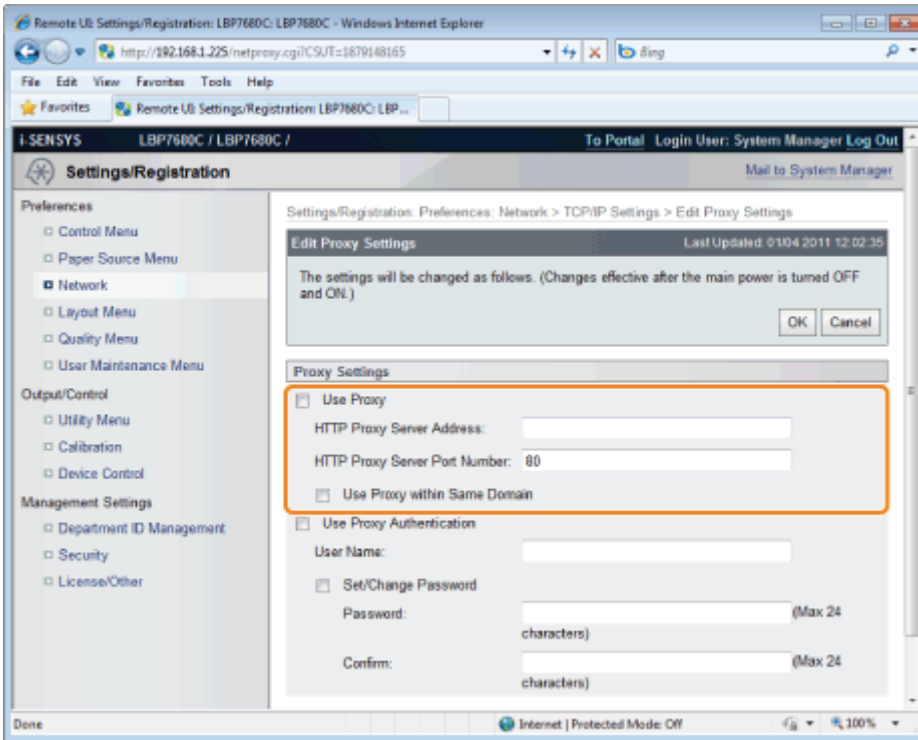 Remote UI: Settings/Registration: LBP7680C: LBP7680C - Windows Internet Explorer
http://192.168.1.225/netproxy.cgi?CSUT=1879148165
Bing
File Edit View Favorites Tools Help
Favorites
Remote UI: Settings/Registration: LBP7680C: LBP...
i-SENSYS LBP7680C / LBP7680C /
To Portal Login User: System Manager Log Out
Settings/Registration
Mail to System Manager
Preferences
Control Menu
Paper Source Menu
Network
Layout Menu
Quality Menu
User Maintenance Menu
Output/Control
Utility Menu
Calibration
Device Control
Management Settings
Department ID Management
Security
License/Other
Settings/Registration: Preferences: Network > TCP/IP Settings > Edit Proxy Settings
Edit Proxy Settings
Last Updated: 01/04 2011 12:02:35
The settings will be changed as follows. (Changes effective after the main power is turned OFF
and ON.)
OK Cancel
Proxy Settings
Use Proxy
HTTP Proxy Server Address:
HTTP Proxy Server Port Number: 80
Use Proxy within Same Domain
Use Proxy Authentication
User Name:
Set/Change Password
Password: (Max 24
characters)
Confirm: (Max 24
characters)
Done
Internet | Protected Mode: Off
100%